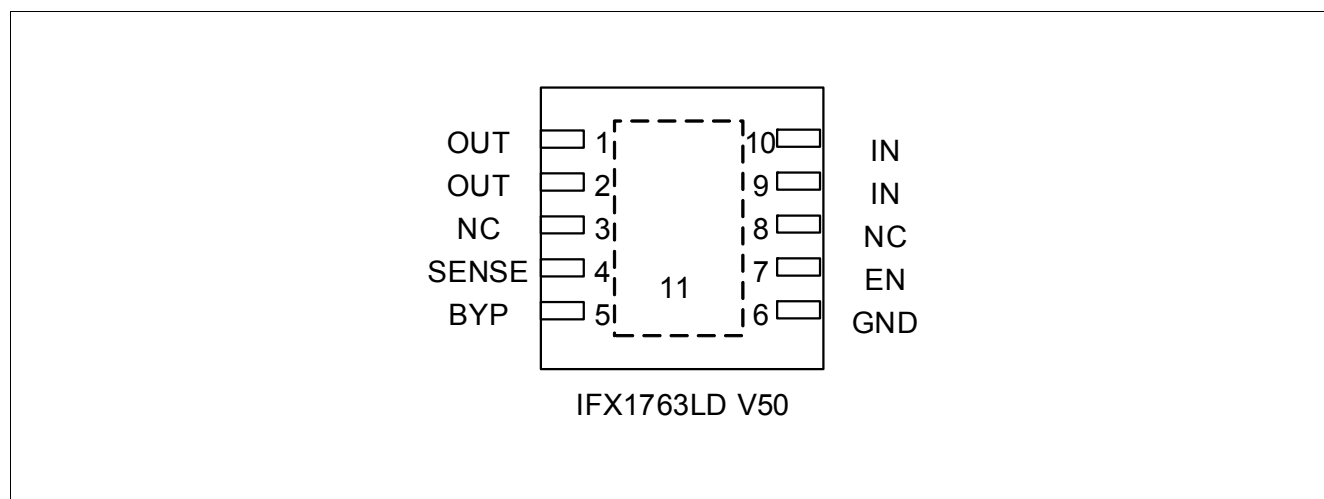 OUT 1 10 IN
OUT 2 9 IN
NC 3 8 NC
SENSE 4 7 EN
11
BYP 5 6 GND
IFX1763LD V50